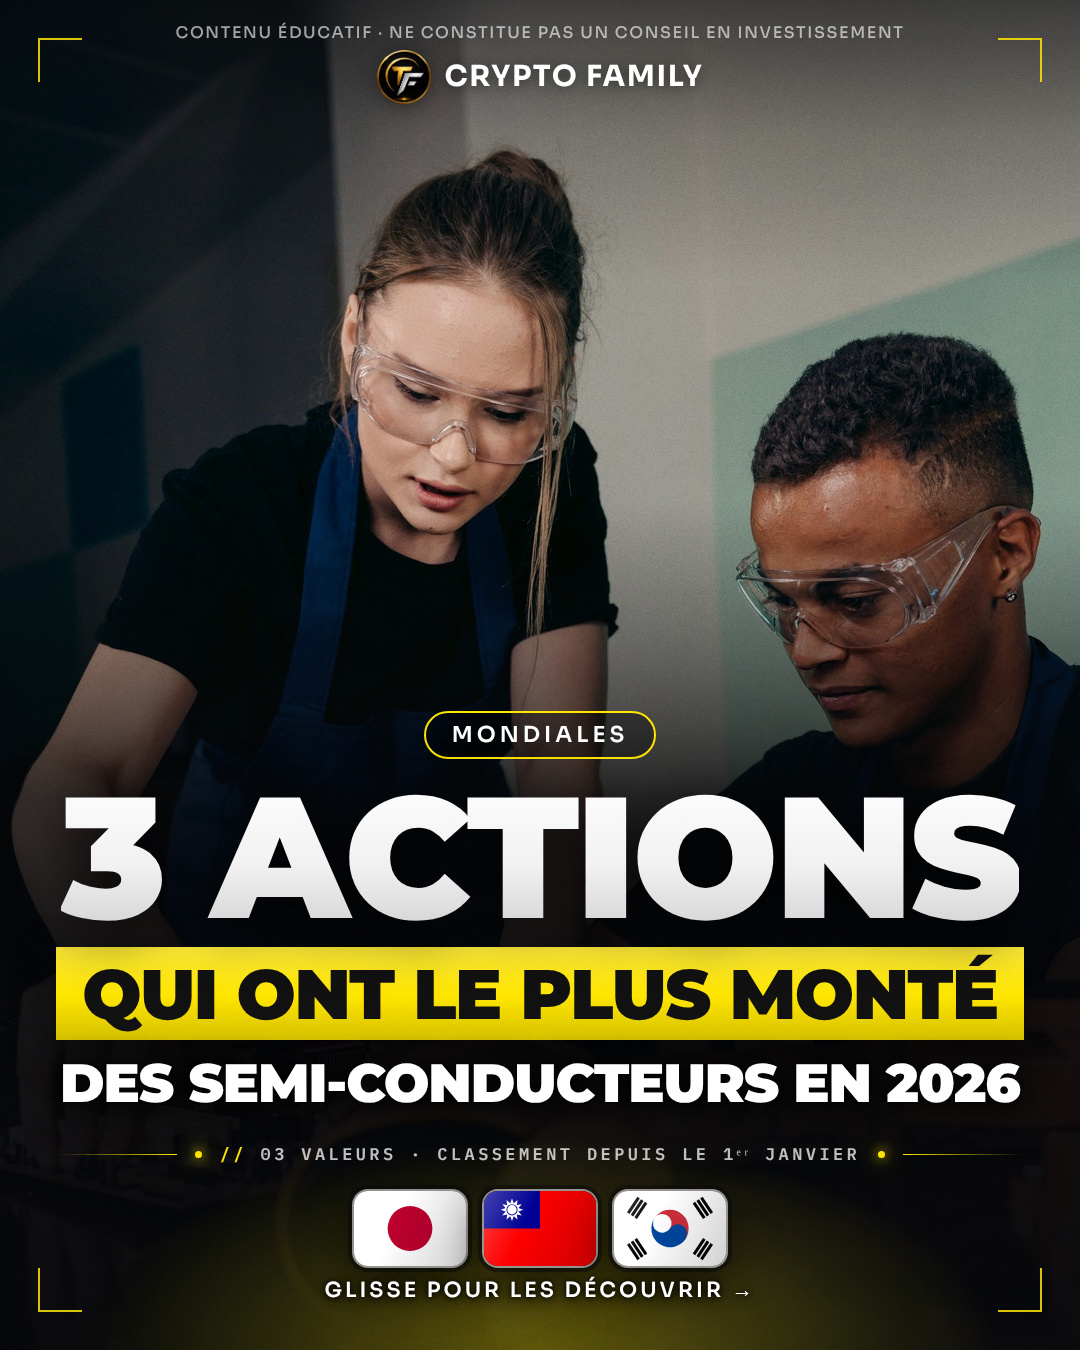 CONTENU ÉDUCATIF · NE CONSTITUE PAS UN CONSEIL EN INVESTISSEMENT
TF CRYPTO FAMILY
MONDIALES
3 ACTIONS
QUI ONT LE PLUS MONTÉ
DES SEMI-CONDUCTEURS EN 2026
// 03 VALEURS · CLASSEMENT DEPUIS LE 1er JANVIER
GLISSE POUR LES DÉCOUVRIR →